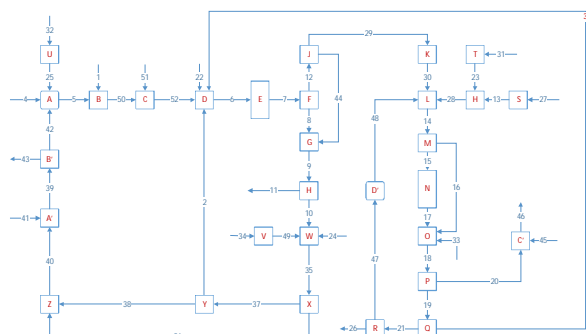 32 29 3
U J K T 31
25 1 51 22 12 44 30 23
4 A 5 B 50 C 52 D 6 E 7 F L 28 H 13 S 27
42 8 48 14
G M
43 B' 9 15 16
39 11 H D' N
41 A' 2 10 17 46
34 V 49 W 24 O 33 C' 45
40 35 47 18
P 20
Z 38 Y 37 X 19
26 R 21 Q